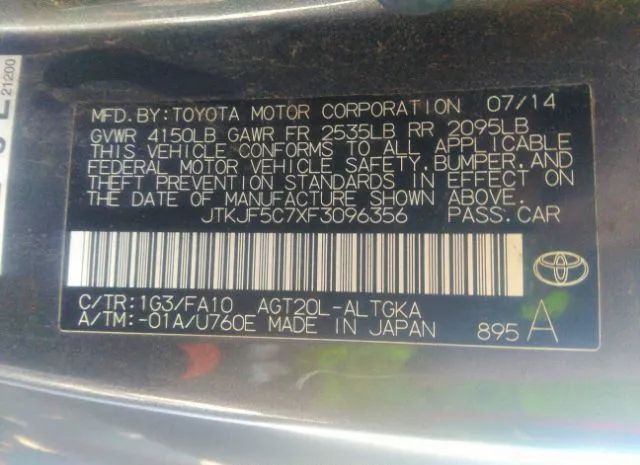 MFD. BY: TOYOTA MOTOR CORPORATION 07/14
GVWR 4150LB GAWR FR 2535LB RR 2095LB
THIS VEHICLE CONFORMS TO ALL APPLICABLE
FEDERAL MOTOR VEHICLE SAFETY, BUMPER, AND
THEFT PREVENTION STANDARDS IN EFFECT ON
THE DATE OF MANUFACTURE SHOWN ABOVE.
JTKJF5C7XF3096356 PASS. CAR
C/TR: 1G3/FA10 AGT20L-ALTGKA
A/TM: -01A/U760E MADE IN JAPAN 895 A
21200